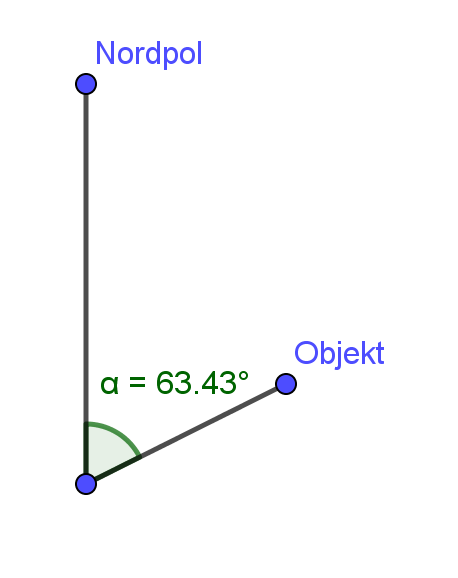 Nordpol
Objekt
α = 63.43°